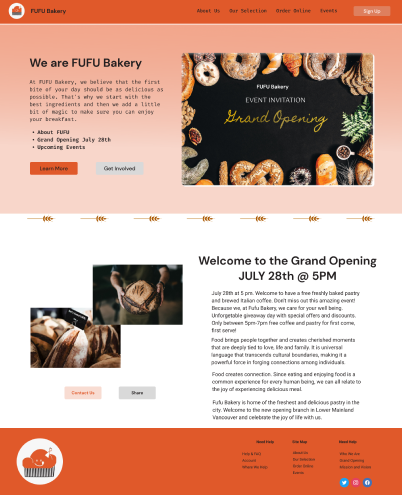 FUFU Bakery
About Us Our Selection Order Online Events
Sign Up
We are FUFU Bakery
At FUFU Bakery, we believe that the first
bite of your day should be as delicious as
possible. That's why we start with the
best ingredients and then we add a little
bit of magic to make sure you can enjoy
your breakfast.
• About FUFU
• Grand Opening July 28th
• Upcoming Events
Learn More
Get Involved
FUFU Bakery
EVENT INVITATION
Grand Opening
Welcome to the Grand Opening
JULY 28th @ 5PM
July 28th at 5 pm. Welcome to have a free freshly baked pastry
and brewed Italian coffee. Don't miss out this amazing event!
Because we, at Fufu Bakery, we care for your well being.
Unforgetable giveaway day with special offers and discounts.
Only between 5pm-7pm free coffee and pastry for first come,
first serve!
Food brings people together and creates cherished moments
that are deeply tied to love, life and family. It is universal
language that transcends cultural boundaries, making it a
powerful force in forging connections among individuals.
Food creates connection. Since eating and enjoying food is a
common experience for every human being, we can all relate to
the joy of experiencing delicious meal.
Fufu Bakery is home of the freshest and delicious pastry in the
city. Welcome to the new opening branch in Lower Mainland
Vancouver and celebrate the joy of life with us.
Contact Us
Share
Need Help
Help & FAQ
Account
Where We Help
Site Map
About Us
Our Selection
Order Online
Events
Need Help
Who We Are
Grand Opening
Mission and Home